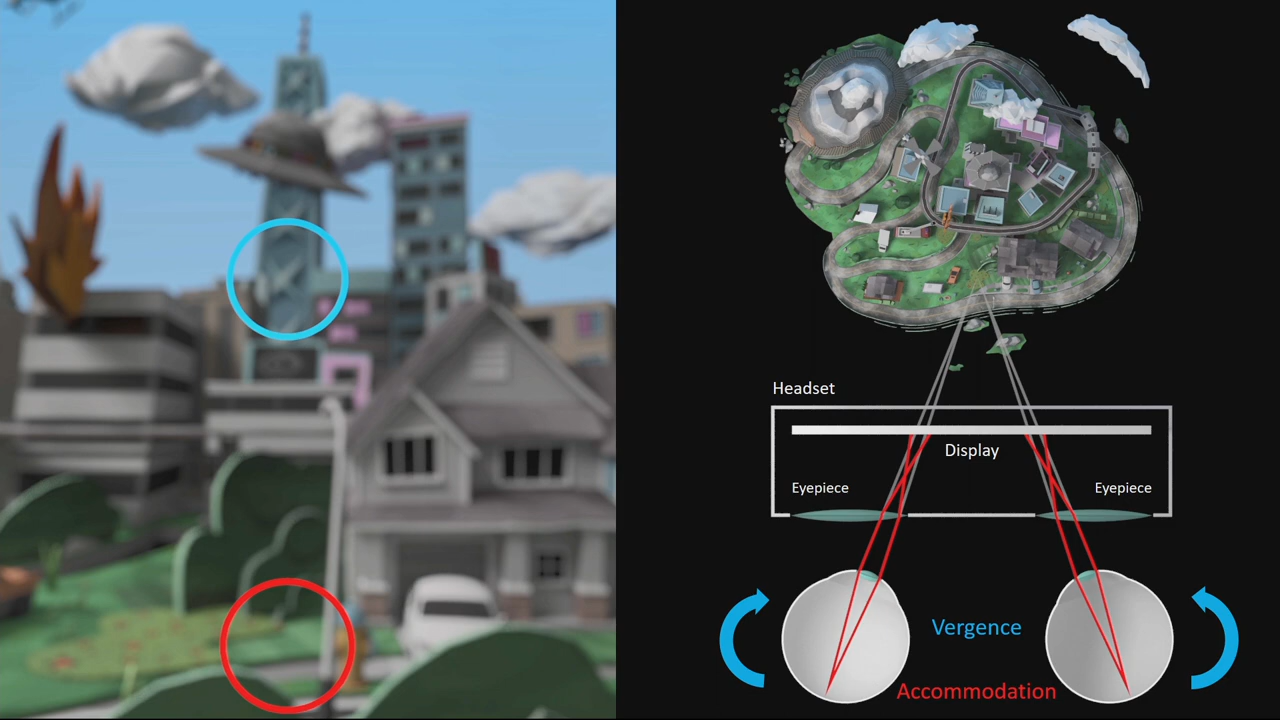 Headset
Display
Eyepiece
Eyepiece
Vergence
Accommodation